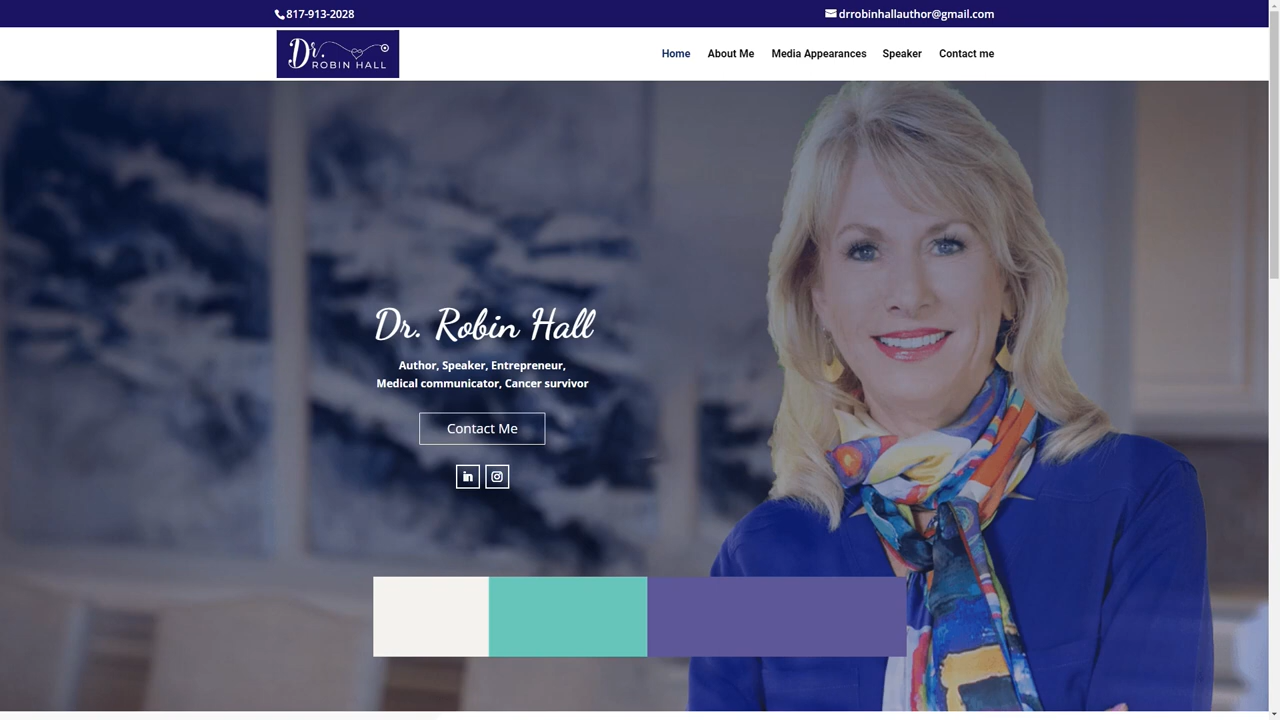 817-913-2028
drrobinhallauthor@gmail.com
Dr.
ROBIN HALL
Home
About Me
Media Appearances
Speaker
Contact me
Dr. Robin Hall
Author, Speaker, Entrepreneur,
Medical communicator, Cancer survivor
Contact Me
in